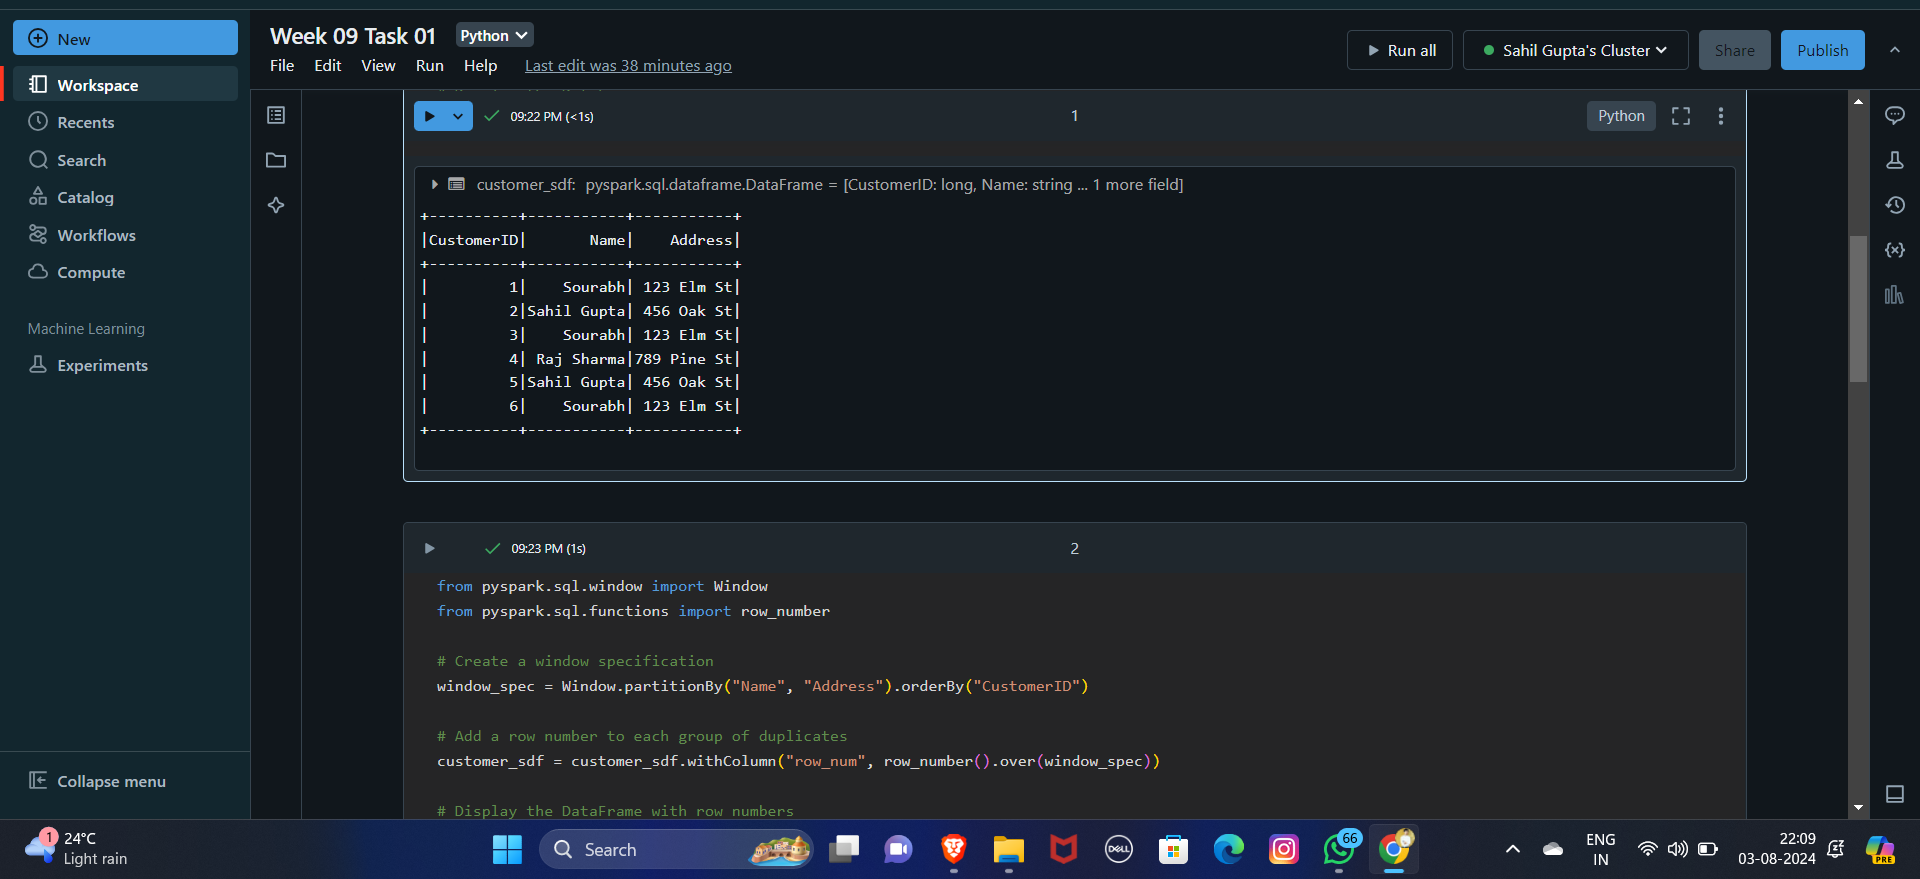 New
Workspace
Recents
Search
Catalog
Workflows
Compute
Machine Learning
Experiments
Collapse menu
Week 09 Task 01 Python
File Edit View Run Help Last edit was 38 minutes ago
Run all Sahil Gupta's Cluster Share Publish
09:22 PM (<1s) 1 Python
customer_sdf: pyspark.sql.dataframe.DataFrame = [CustomerID: long, Name: string ... 1 more field]
+----------+-----------+-----------+
|CustomerID|       Name|    Address|
+----------+-----------+-----------+
|         1|    Sourabh| 123 Elm St|
|         2|Sahil Gupta| 456 Oak St|
|         3|    Sourabh| 123 Elm St|
|         4| Raj Sharma|789 Pine St|
|         5|Sahil Gupta| 456 Oak St|
|         6|    Sourabh| 123 Elm St|
+----------+-----------+-----------+
09:23 PM (1s) 2
from pyspark.sql.window import Window
from pyspark.sql.functions import row_number
# Create a window specification
window_spec = Window.partitionBy("Name", "Address").orderBy("CustomerID")
# Add a row number to each group of duplicates
customer_sdf = customer_sdf.withColumn("row_num", row_number().over(window_spec))
# Display the DataFrame with row numbers
1 24°C
Light rain
Search
DELL
66
ENG
IN
22:09
03-08-2024
PRE